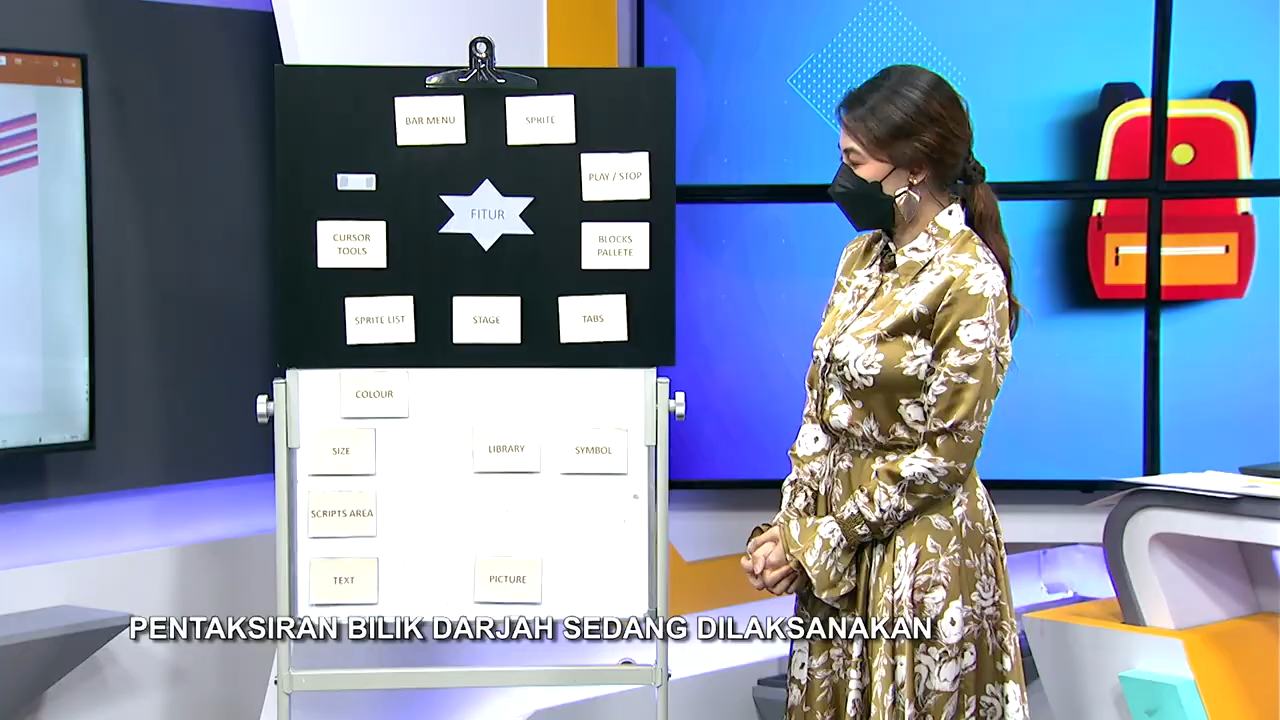 BAR MENU
SPRITE
PLAY / STOP
FITUR
CURSOR
TOOLS
BLOCKS
PALLETE
SPRITE LIST
STAGE
TABS
COLOUR
SIZE
LIBRARY
SYMBOL
SCRIPTS AREA
TEXT
PICTURE
PENTAKSIRAN BILIK DARJAH SEDANG DILAKSANAKAN